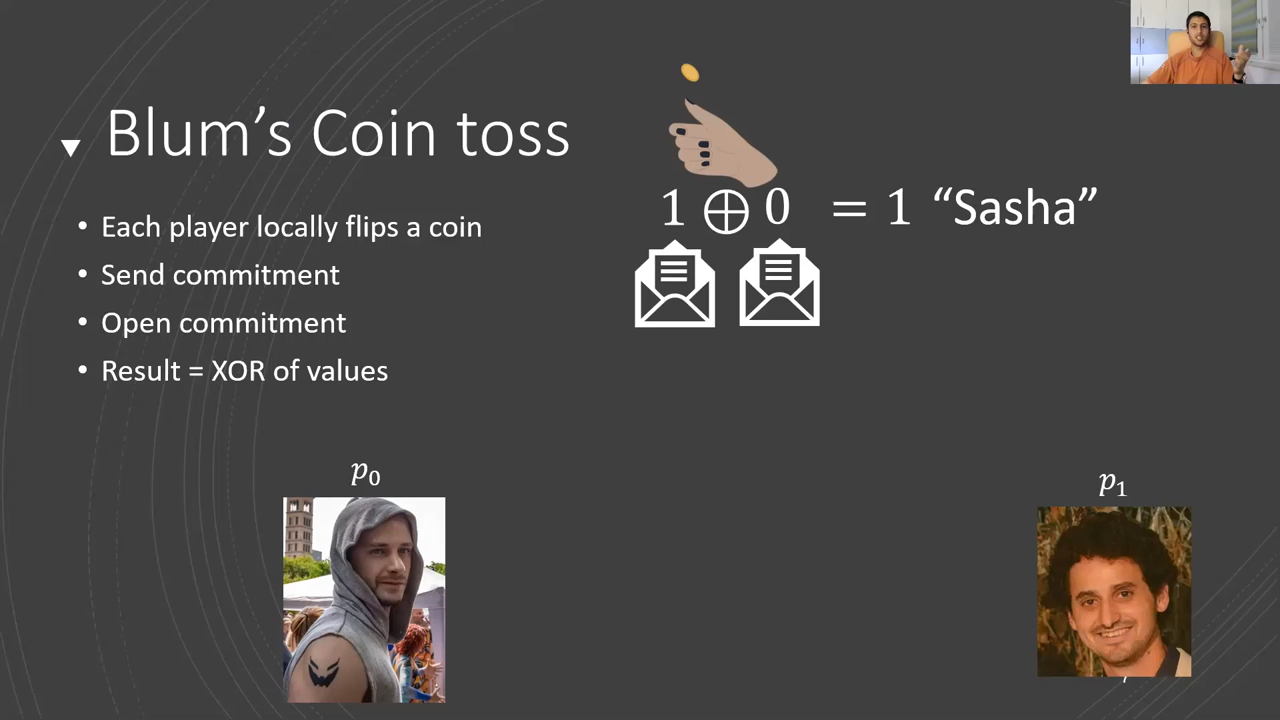 Blum’s Coin toss
1 ⊕ 0 = 1 “Sasha”
• Each player locally flips a coin
• Send commitment
• Open commitment
• Result = XOR of values
p₀
p₁